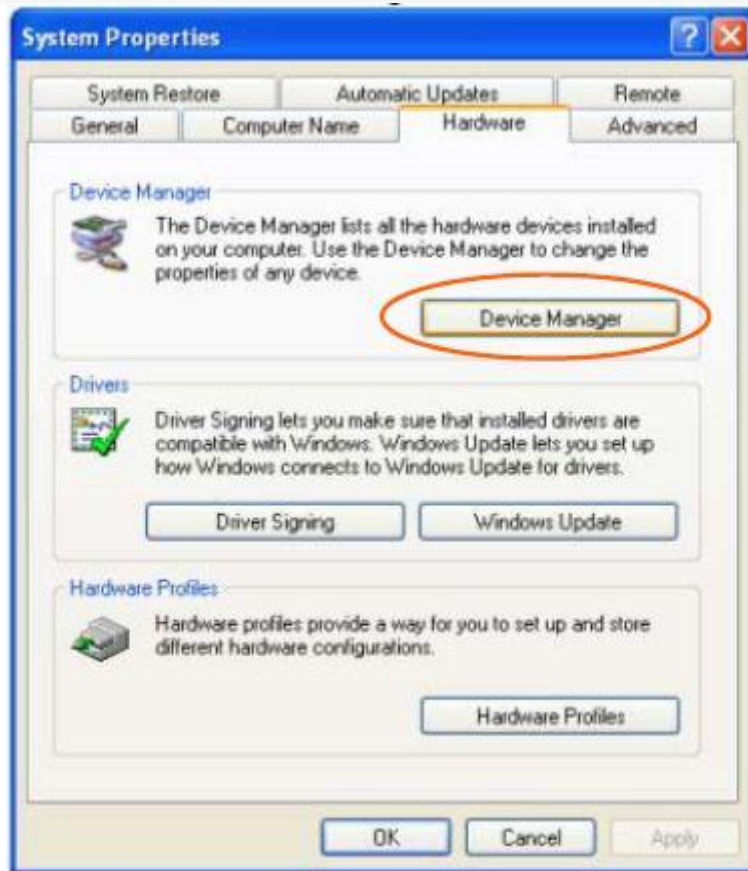 System Properties
System Restore Automatic Updates Remote
General Computer Name Hardware Advanced
Device Manager
The Device Manager lists all the hardware devices installed
on your computer. Use the Device Manager to change the
properties of any device.
Device Manager
Drivers
Driver Signing lets you make sure that installed drivers are
compatible with Windows. Windows Update lets you set up
how Windows connects to Windows Update for drivers.
Driver Signing Windows Update
Hardware Profiles
Hardware profiles provide a way for you to set up and store
different hardware configurations.
Hardware Profiles
OK Cancel Apply